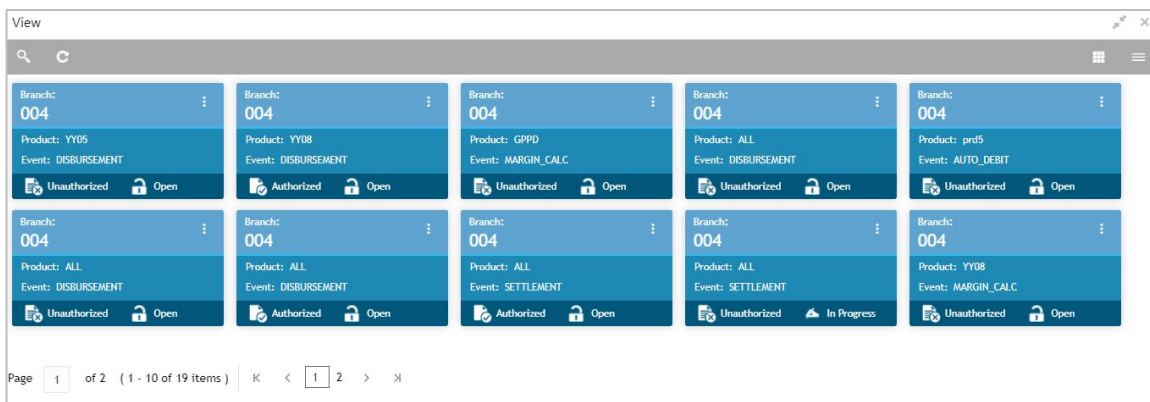 View
Branch: Branch: Branch: Branch: Branch:
004 004 004 004 004
Product: YY05 Product: YY08 Product: GPPD Product: ALL Product: prd5
Event: DISBURSEMENT Event: DISBURSEMENT Event: MARGIN_CALC Event: DISBURSEMENT Event: AUTO_DEBIT
Unauthorized Open Authorized Open Unauthorized Open Unauthorized Open Unauthorized Open
Branch: Branch: Branch: Branch: Branch:
004 004 004 004 004
Product: ALL Product: ALL Product: ALL Product: ALL Product: YY08
Event: DISBURSEMENT Event: DISBURSEMENT Event: SETTLEMENT Event: SETTLEMENT Event: MARGIN_CALC
Unauthorized Open Authorized Open Authorized Open Unauthorized In Progress Unauthorized Open
Page 1 of 2 ( 1 - 10 of 19 items ) 1 2